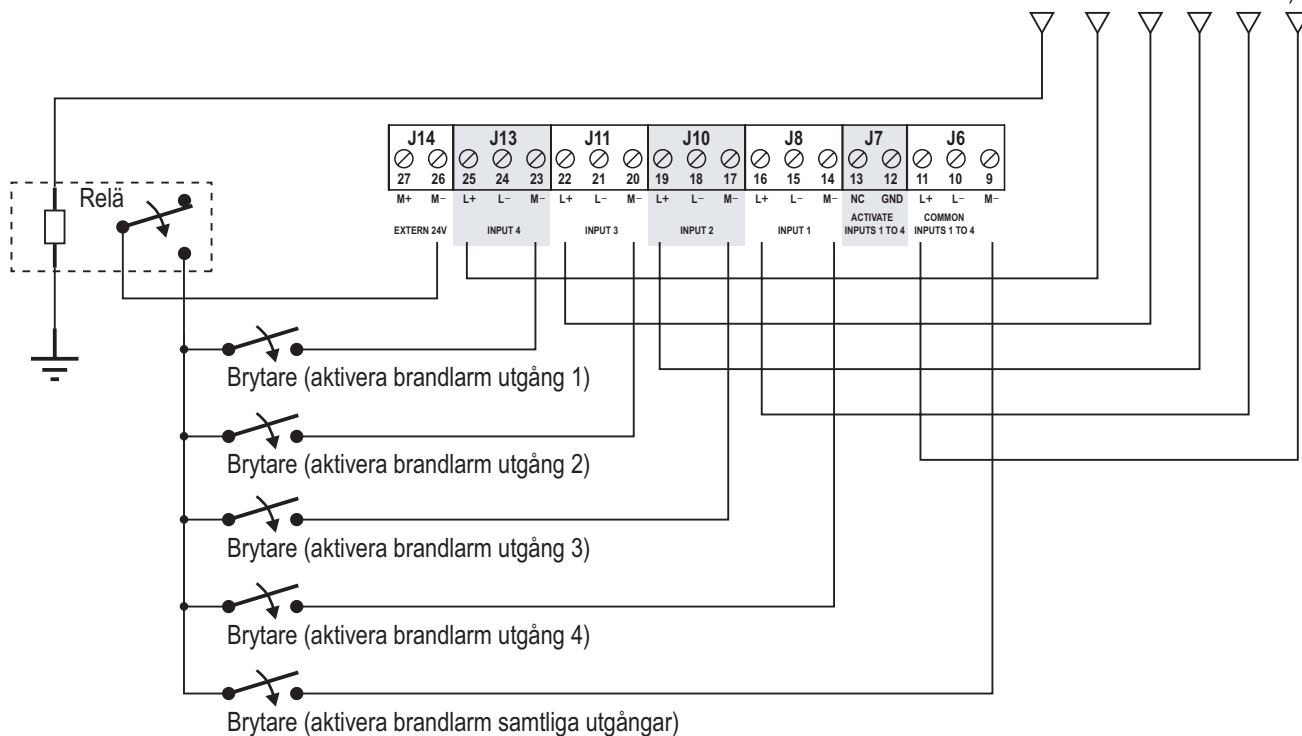 J14 J13 J11 J10 J8 J7 J6
27 26 25 24 23 22 21 20 19 18 17 16 15 14 13 12 11 10 9
M+ M– L+ L– M– L+ L– M– L+ L– M– L+ L– M– NC GND L+ L– M–
EXTERN 24V INPUT 4 INPUT 3 INPUT 2 INPUT 1 ACTIVATE INPUTS 1 TO 4 COMMON INPUTS 1 TO 4
Relä
Brytare (aktivera brandlarm utgång 1)
Brytare (aktivera brandlarm utgång 2)
Brytare (aktivera brandlarm utgång 3)
Brytare (aktivera brandlarm utgång 4)
Brytare (aktivera brandlarm samtliga utgångar)